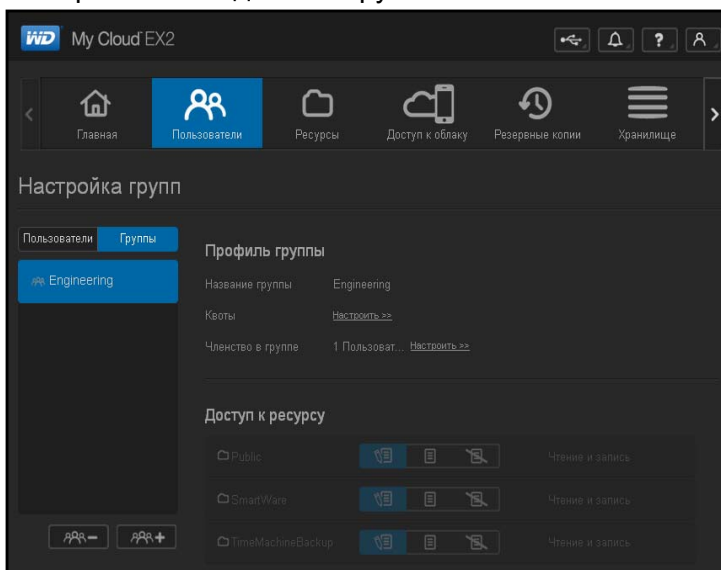 WD My Cloud EX2
?
Главная
Пользователи
Ресурсы
Доступ к облаку
Резервные копии
Хранилище
Настройка групп
Пользователи Группы
Engineering
Профиль группы
Название группы Engineering
Квоты Настроить >>
Членство в группе 1 Пользоват... Настроить >>
Доступ к ресурсу
Public Чтение и запись
SmartWare Чтение и запись
TimeMachineBackup Чтение и запись